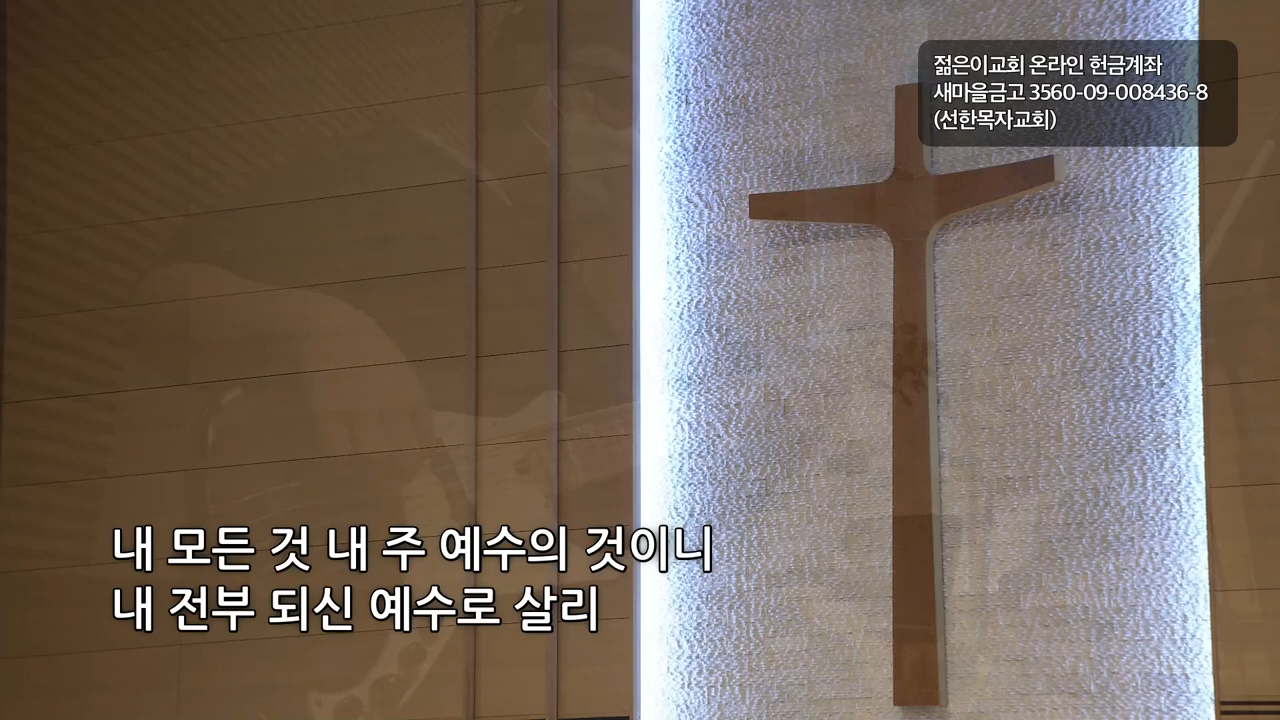 젊은이교회 온라인 헌금계좌
새마을금고 3560-09-008436-8
(선한목자교회)
내 모든 것 내 주 예수의 것이니
내 전부 되신 예수로 살리